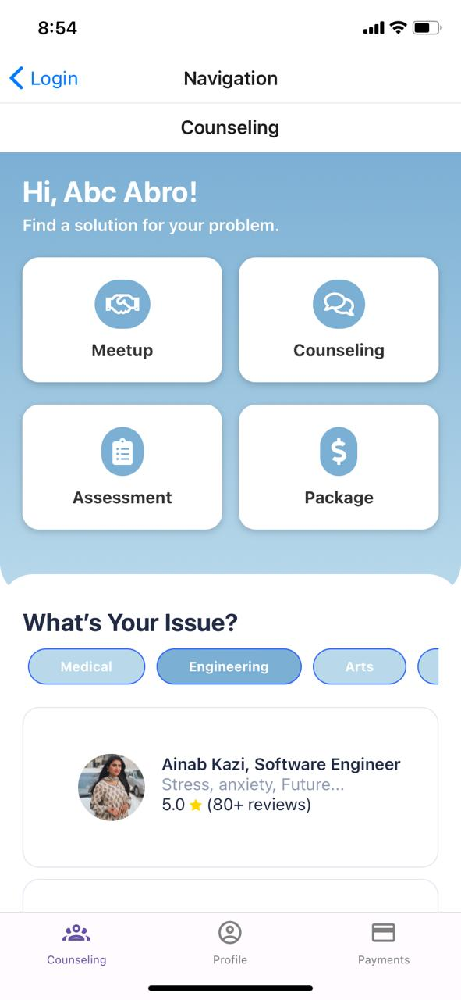 8:54
Login
Navigation
Counseling
Hi, Abc Abro!
Find a solution for your problem.
Meetup
Counseling
Assessment
Package
What’s Your Issue?
Medical
Engineering
Arts
Ainab Kazi, Software Engineer
Stress, anxiety, Future...
5.0 ⭐ (80+ reviews)
Counseling
Profile
Payments